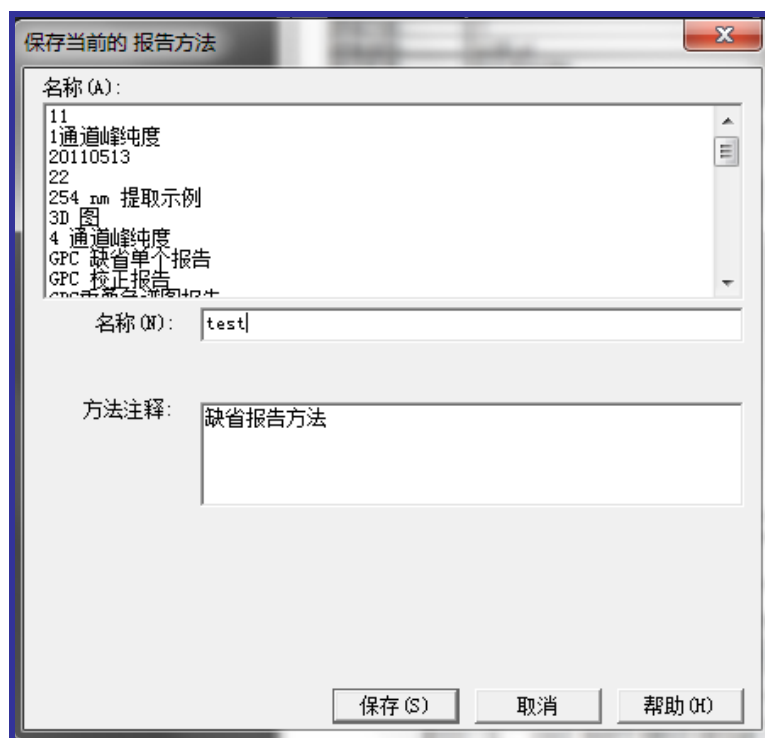 保存当前的 报告方法
名称(A):
11
1通道峰纯度
20110513
22
254 nm 提取示例
3D 图
4 通道峰纯度
GPC 缺省单个报告
GPC 校正报告
名称(N):
test
方法注释:
缺省报告方法
保存(S)
取消
帮助(H)